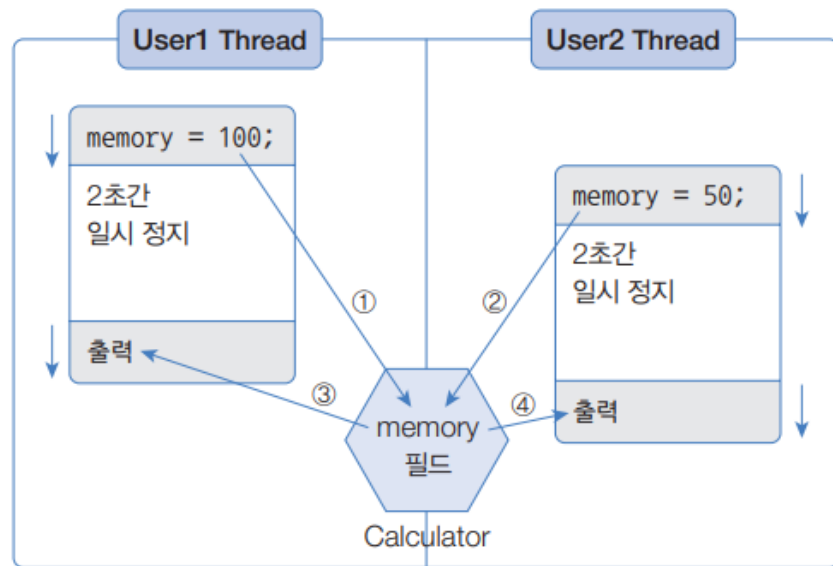 User1 Thread
User2 Thread
memory = 100;
2초간
일시 정지
출력
memory = 50;
2초간
일시 정지
출력
①
②
③
④
memory
필드
Calculator